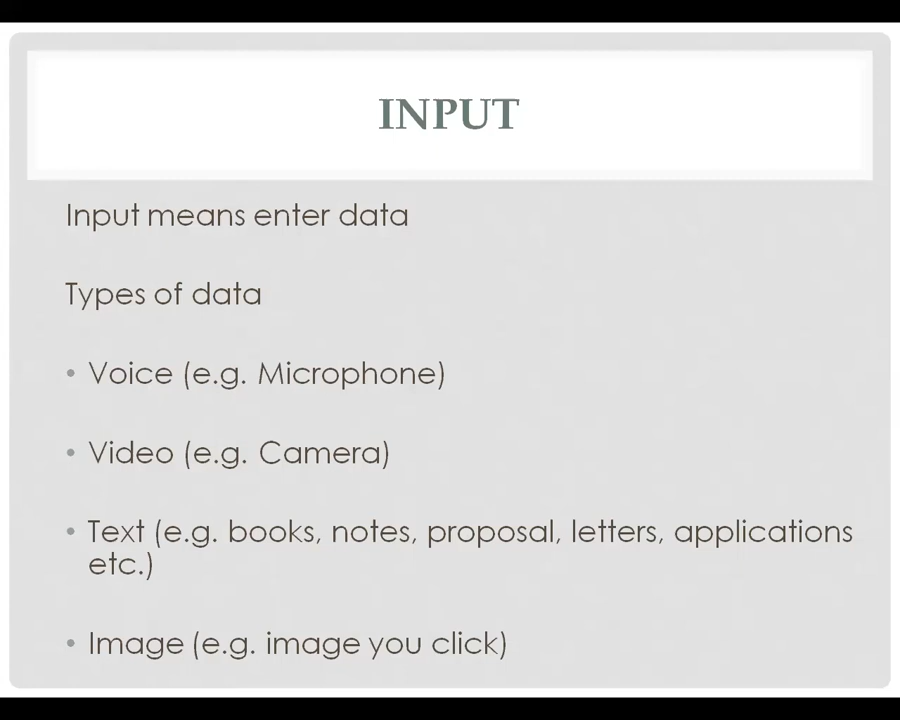 INPUT
Input means enter data
Types of data
• Voice (e.g. Microphone)
• Video (e.g. Camera)
• Text (e.g. books, notes, proposal, letters, applications
etc.)
• Image (e.g. image you click)